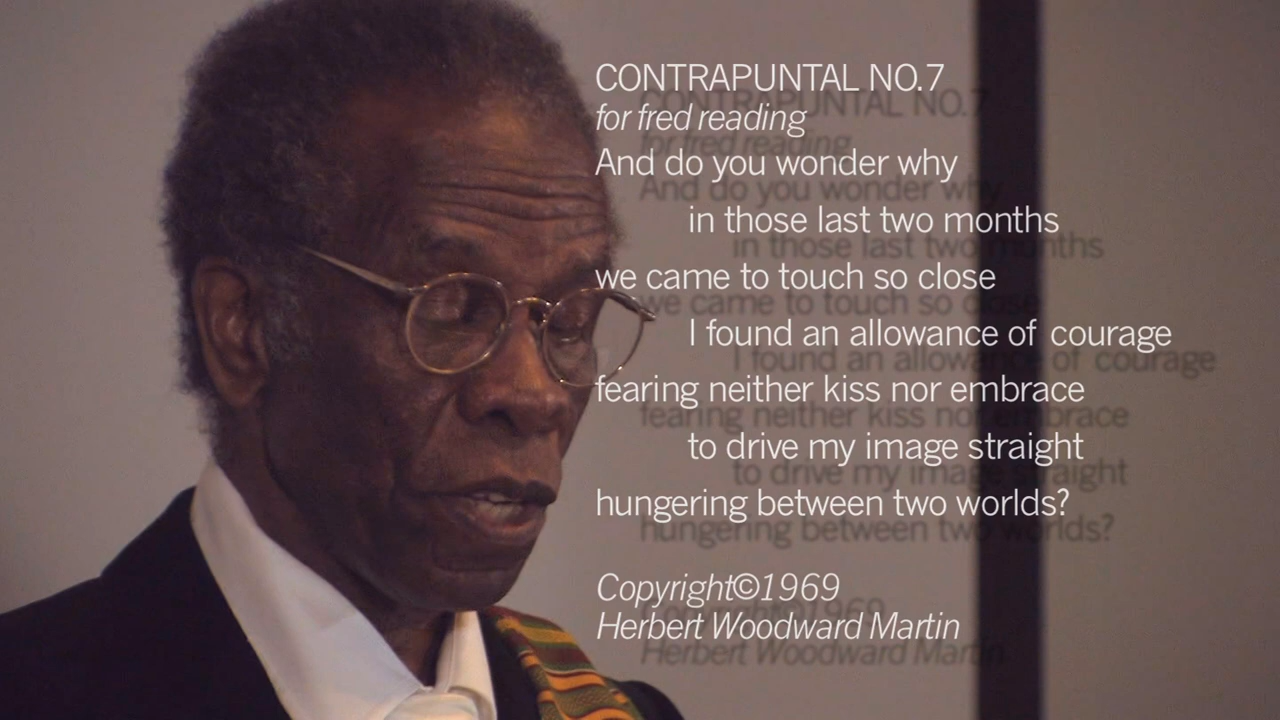 CONTRAPUNTAL NO.7
for fred reading
And do you wonder why
in those last two months
we came to touch so close
I found an allowance of courage
fearing neither kiss nor embrace
to drive my image straight
hungering between two worlds?
Copyright©1969
Herbert Woodward Martin